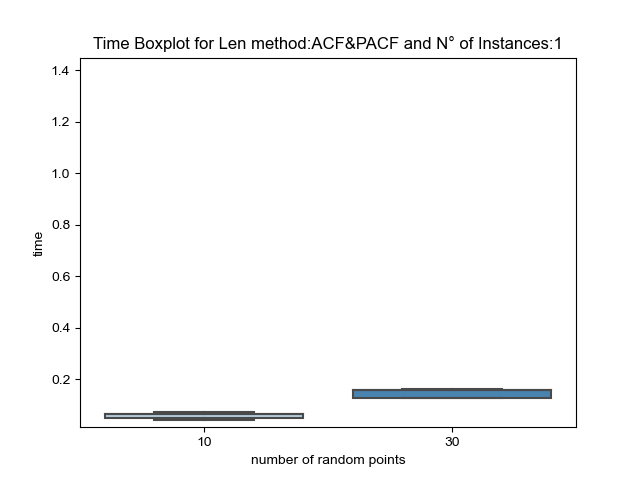 Time Boxplot for Len method:ACF&PACF and N° of Instances:1
1.4
1.2
1.0
0.8
0.6
0.4
0.2
time
10 30
number of random points